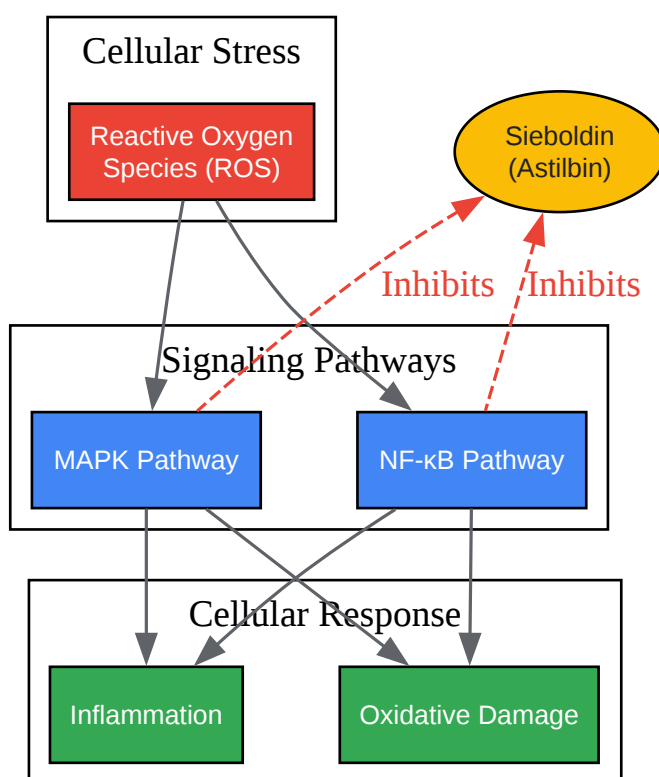 Cellular Stress
Reactive Oxygen
Species (ROS)
Sieboldin
(Astilbin)
Inhibits
Inhibits
Signaling Pathways
MAPK Pathway
NF-κB Pathway
Cellular Response
Inflammation
Oxidative Damage